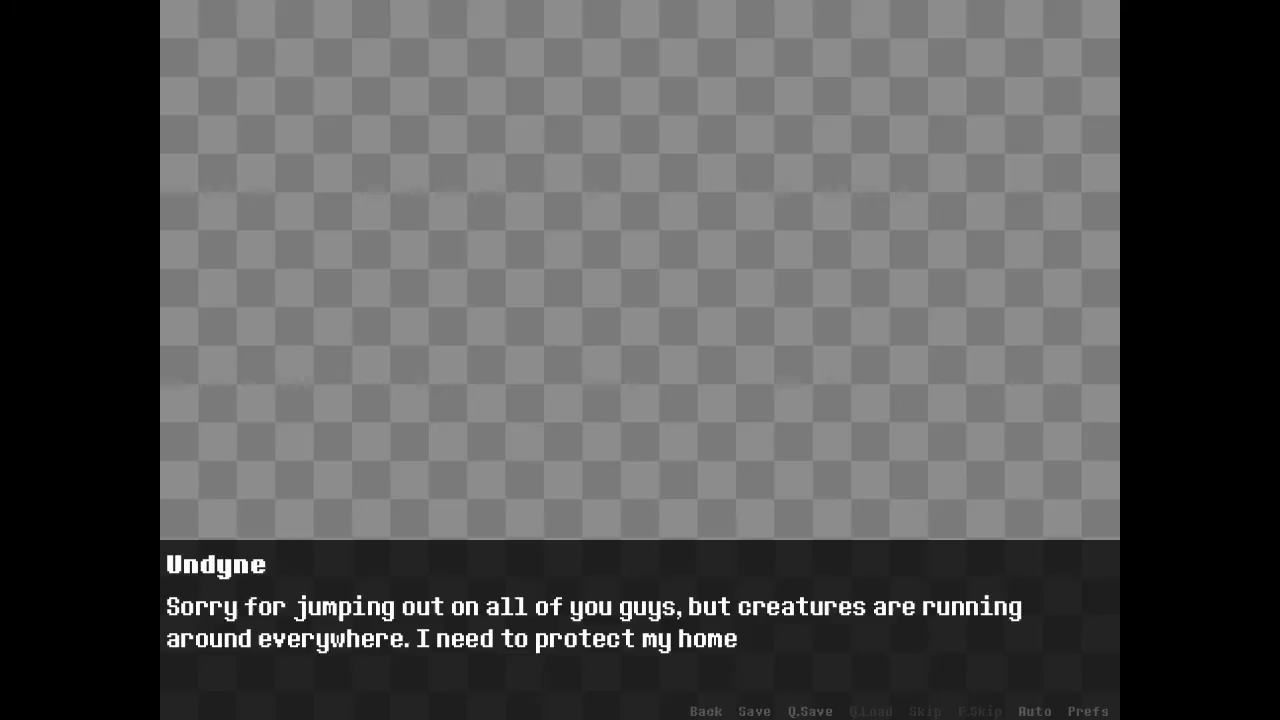 Undyne
Sorry for jumping out on all of you guys, but creatures are running
around everywhere. I need to protect my home
Back Save Q.Save Q.Load Skip F.Skip Auto Prefs